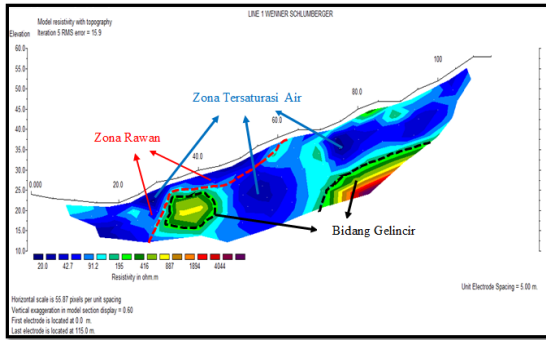 LINE 1 WENNER SCHLUMBERGER
Model resistivity with topography
Iteration 5 RMS error = 15.9
Elevation
60.0
55.0
50.0
45.0
40.0
35.0
30.0
25.0
20.0
15.0
10.0
0.000
20.0
40.0
60.0
80.0
100
Zona Tersaturasi Air
Zona Rawan
Bidang Gelincir
20.0 42.7 91.2 195 416 887 1894 4044
Resistivity in ohm.m
Unit Electrode Spacing = 5.00 m.
Horizontal scale is 55.87 pixels per unit spacing
Vertical exaggeration in model section display = 0.60
First electrode is located at 0.0 m.
Last electrode is located at 115.0 m.